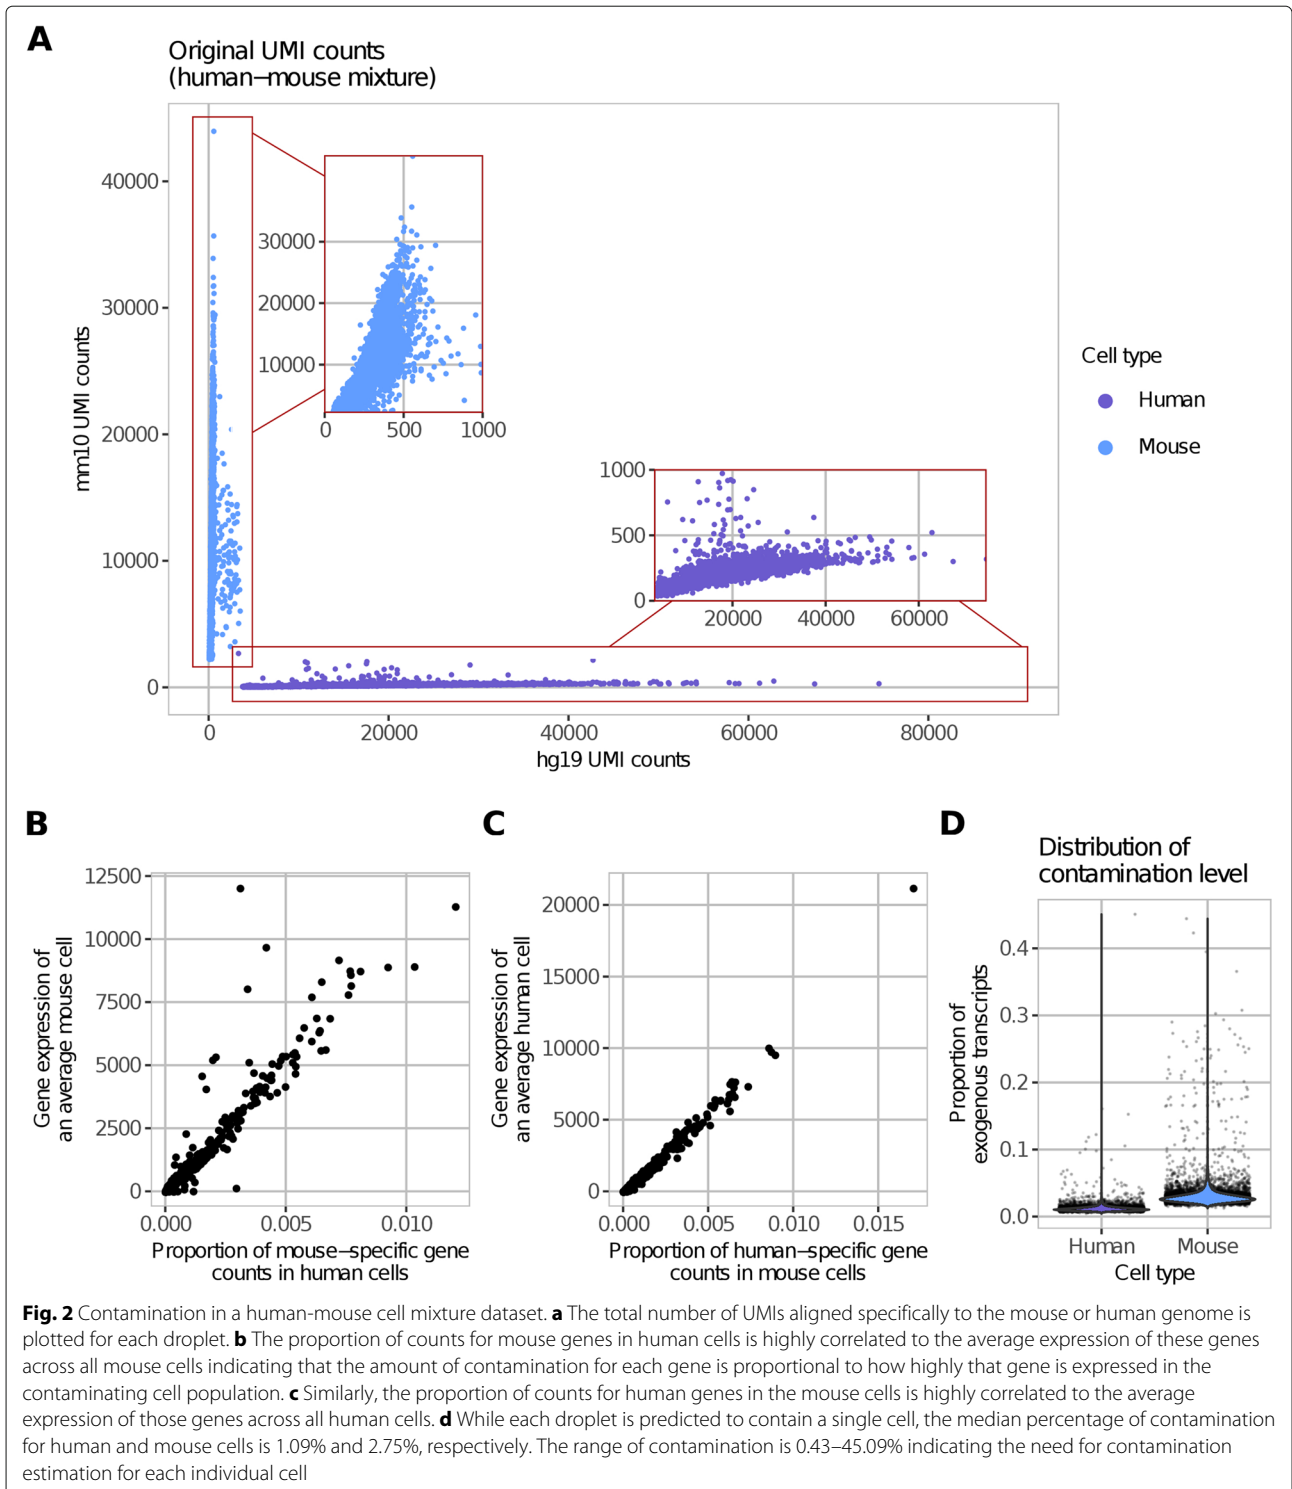 A
Original UMI counts
(human–mouse mixture)
mm10 UMI counts
40000
30000
20000
10000
0
30000
20000
10000
0 500 1000
1000
500
0
20000 40000 60000
0 20000 40000 60000 80000
hg19 UMI counts
Cell type
Human
Mouse
B
Gene expression of
an average mouse cell
12500
10000
7500
5000
2500
0
0.000 0.005 0.010
Proportion of mouse–specific gene
counts in human cells
C
Gene expression of
an average human cell
20000
15000
10000
5000
0
0.000 0.005 0.010 0.015
Proportion of human–specific gene
counts in mouse cells
D
Distribution of
contamination level
Proportion of
exogenous transcripts
0.4
0.3
0.2
0.1
0.0
Human Mouse
Cell type
Fig. 2 Contamination in a human-mouse cell mixture dataset. a The total number of UMIs aligned specifically to the mouse or human genome is
plotted for each droplet. b The proportion of counts for mouse genes in human cells is highly correlated to the average expression of these genes
across all mouse cells indicating that the amount of contamination for each gene is proportional to how highly that gene is expressed in the
contaminating cell population. c Similarly, the proportion of counts for human genes in the mouse cells is highly correlated to the average
expression of those genes across all human cells. d While each droplet is predicted to contain a single cell, the median percentage of contamination
for human and mouse cells is 1.09% and 2.75%, respectively. The range of contamination is 0.43–45.09% indicating the need for contamination
estimation for each individual cell